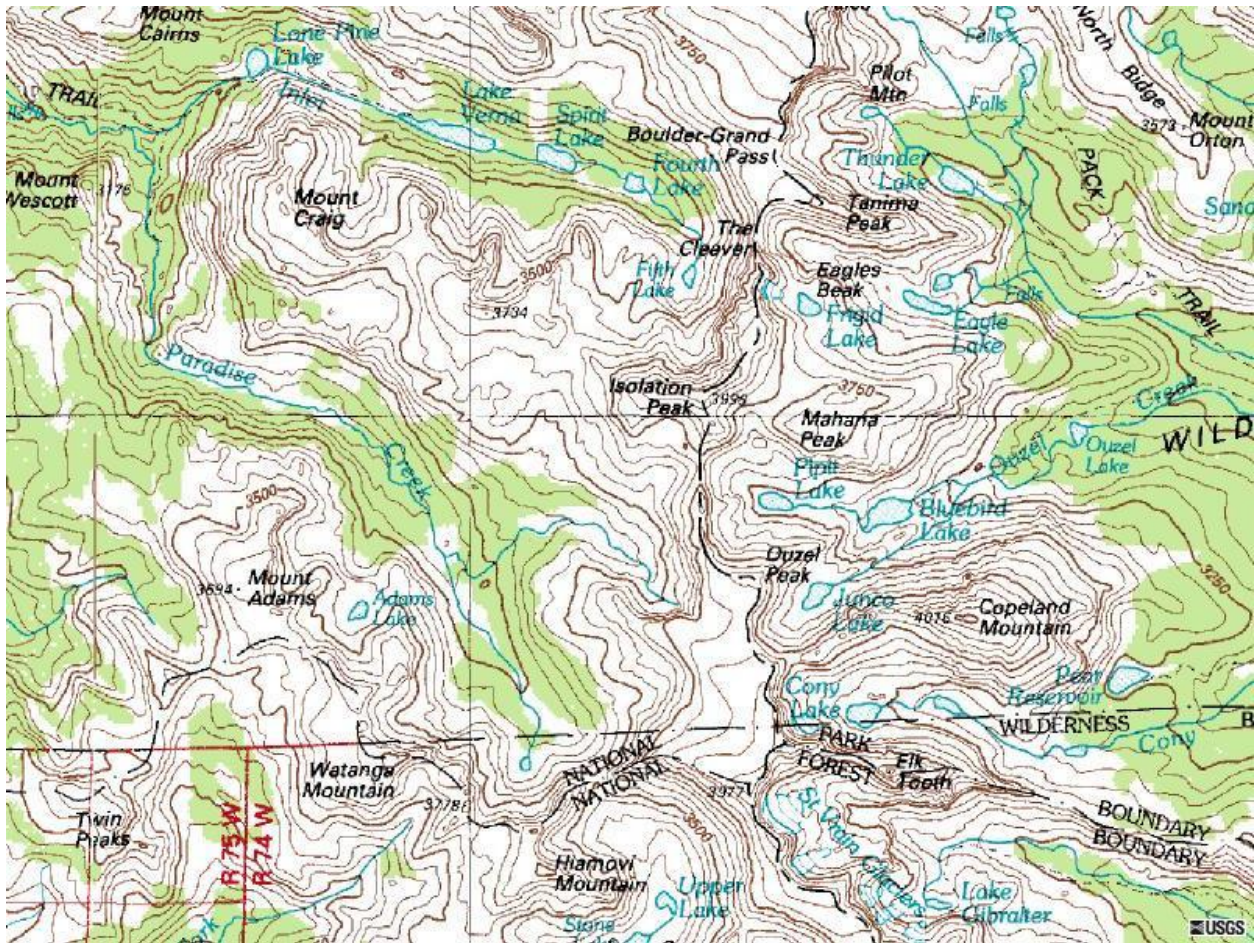 Mount
Cairns
Lone Pine
Lake
Inlet
TRAIL
3750
Pilot
Mtn
Falls
Falls
North
Ridge
3573
Mount
Orton
Lake
Verna
Spirit
Lake
Boulder-Grand
Pass
Fourth
Lake
Thunder
Lake
PACK
TRAIL
Mount
Wescott
3176
Mount
Craig
Tanima
Peak
The
Cleaver
3500
Fifth
Lake
Eagles
Beak
Frigid
Lake
Eagle
Lake
Falls
3734
Paradise
Creek
Isolation
Peak
3996
3750
Mahana
Peak
Ouzel
Creek
Ouzel
Lake
WILD
Pipit
Lake
Bluebird
Lake
3500
Ouzel
Peak
3250
3694
Mount
Adams
Adams
Lake
Junco
Lake
4016
Copeland
Mountain
Cony
Lake
Pear
Reservoir
WILDERNESS
Cony
NATIONAL
NATIONAL
PARK
FOREST
Elk
Tooth
BOUNDARY
BOUNDARY
Watanga
Mountain
3778
3977
3500
Twin
Peaks
R 75 W
R 74 W
St Vrain Glaciers
Hiamovi
Mountain
Upper
Lake
Stone
Lake
Gibralter
USGS